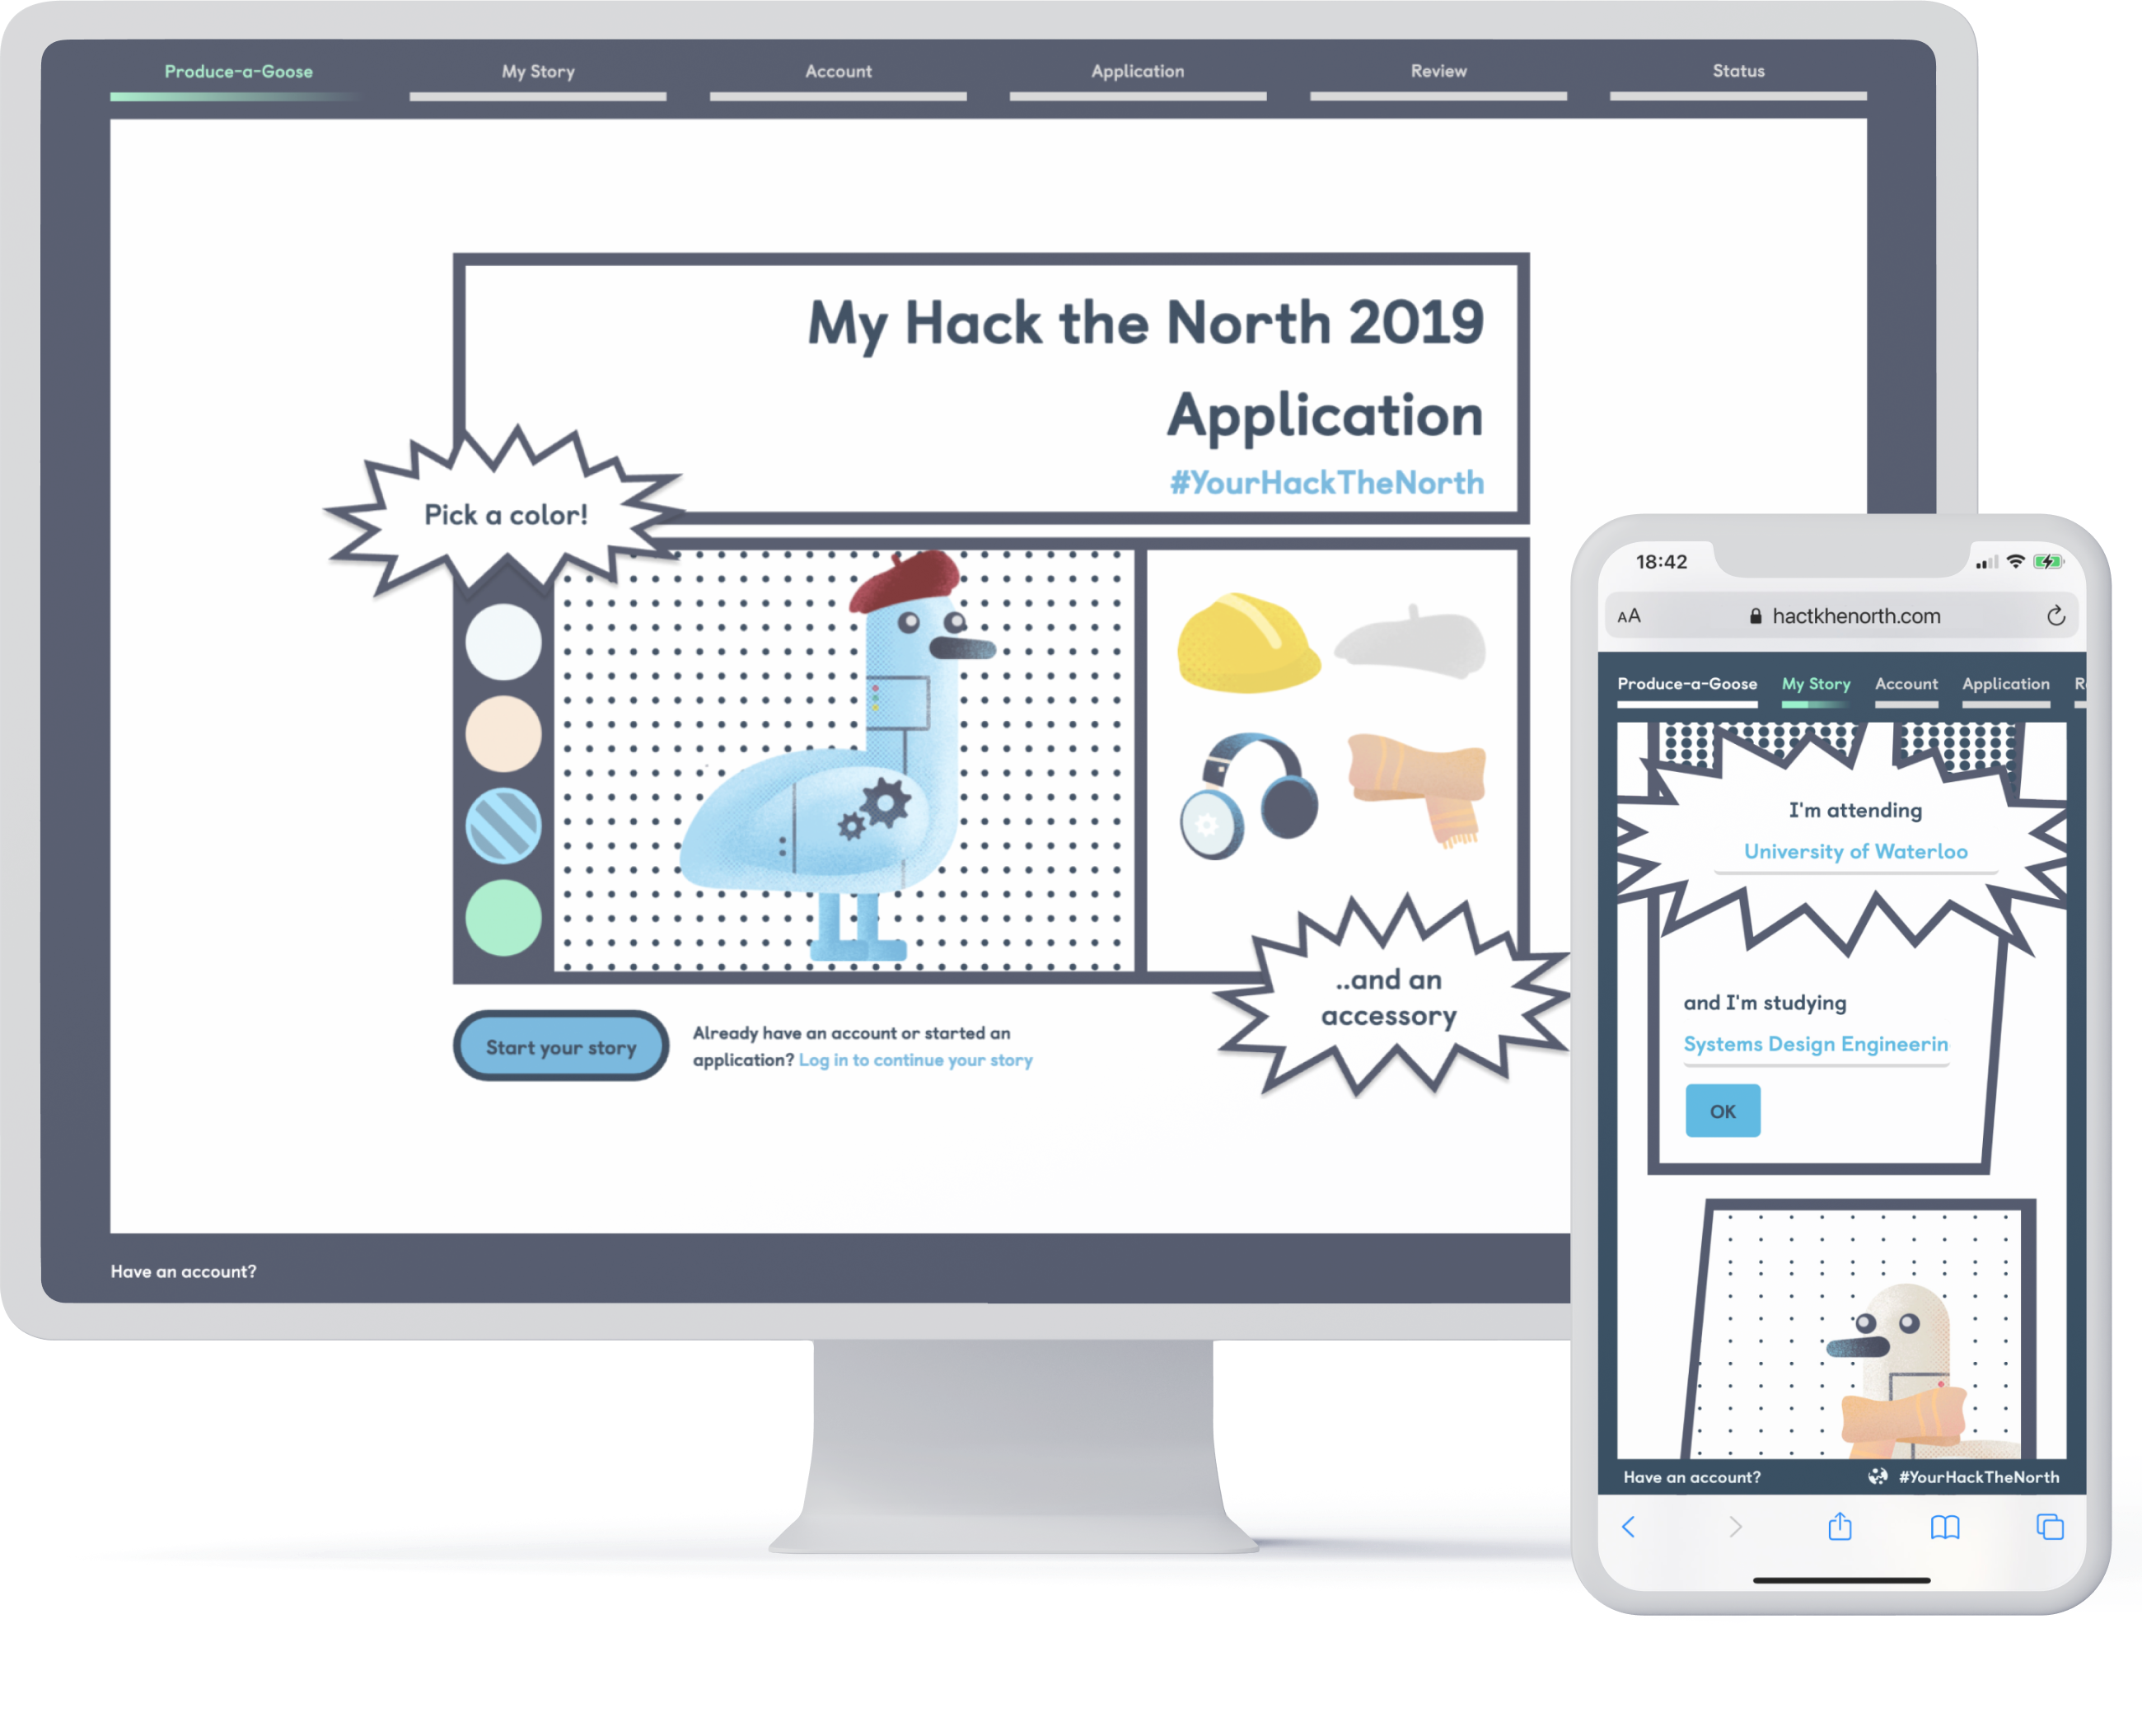 Produce-a-Goose
My Story
Account
Application
Review
Status
My Hack the North 2019
Application
#YourHackTheNorth
Pick a color!
..and an
accessory
Start your story
Already have an account or started an
application? Log in to continue your story
Have an account?
18:42
AA
hactkhenorth.com
Produce-a-Goose
My Story
Account
Application
R
I'm attending
University of Waterloo
and I'm studying
Systems Design Engineerin
OK
Have an account?
#YourHackTheNorth